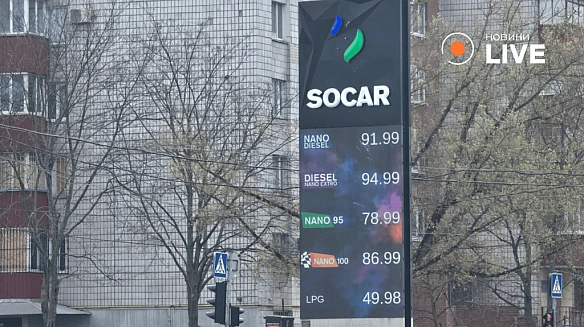 НОВИНИ
LIVE
SOCAR
NANO DIESEL 91.99
DIESEL NANO EXTRO 94.99
NANO 95 78.99
NANO 100 86.99
LPG 49.98